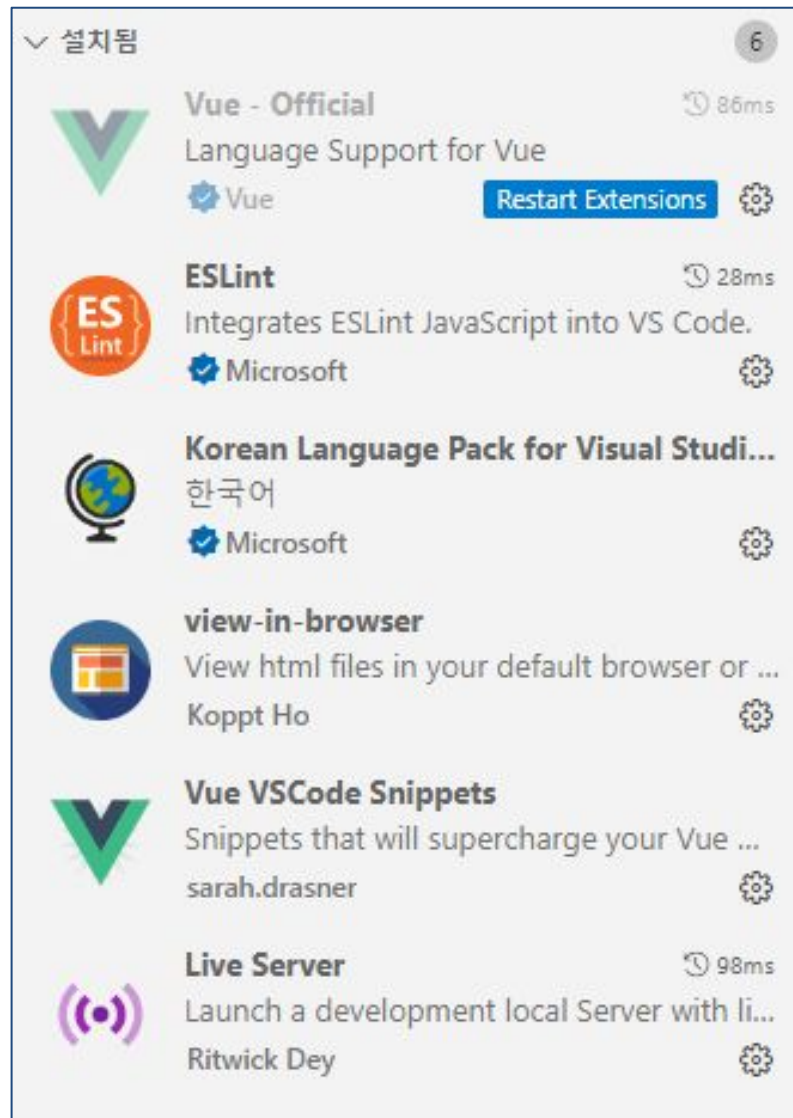 설치됨 6
Vue - Official 86ms
Language Support for Vue
Vue Restart Extensions
ESLint 28ms
ES
Lint
Integrates ESLint JavaScript into VS Code.
Microsoft
Korean Language Pack for Visual Studi...
한국어
Microsoft
view-in-browser
View html files in your default browser or ...
Koppt Ho
Vue VSCode Snippets
Snippets that will supercharge your Vue ...
sarah.drasner
Live Server 98ms
Launch a development local Server with li...
Ritwick Dey